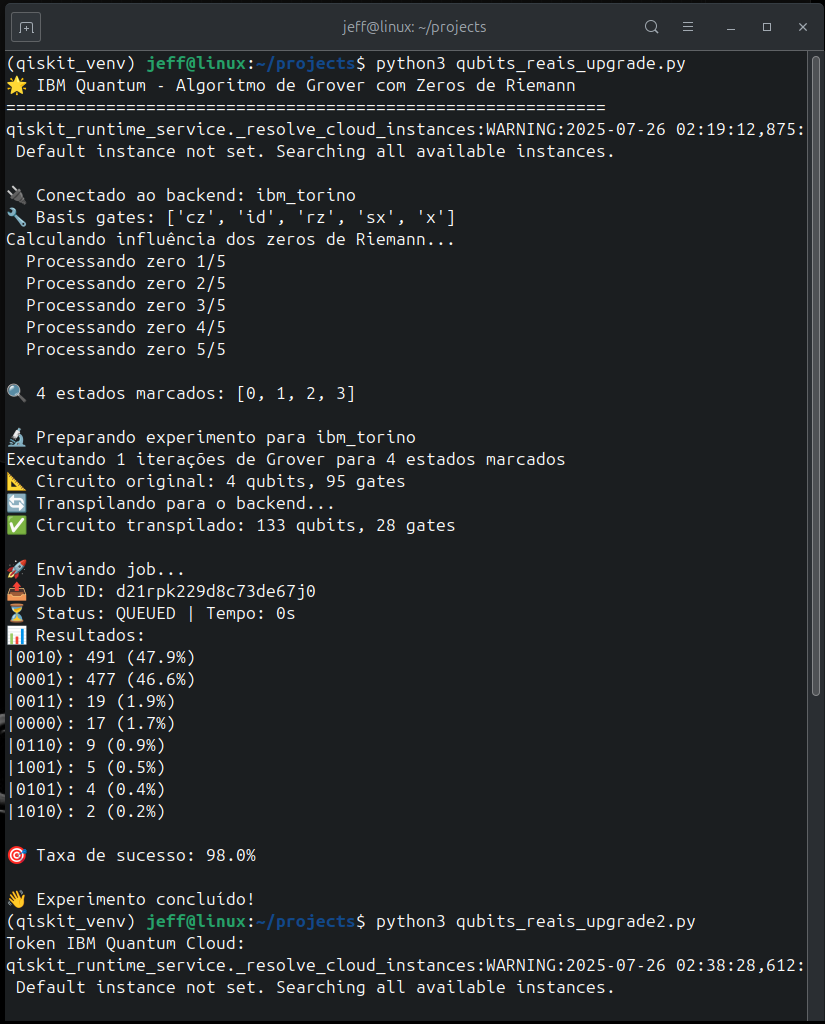 jeff@linux: ~/projects
(qiskit_venv) jeff@linux:~/projects$ python3 qubits_reais_upgrade.py
🌟 IBM Quantum - Algoritmo de Grover com Zeros de Riemann
============================================================
qiskit_runtime_service._resolve_cloud_instances:WARNING:2025-07-26 02:19:12,875:
 Default instance not set. Searching all available instances.
🔌 Conectado ao backend: ibm_torino
🔧 Basis gates: ['cz', 'id', 'rz', 'sx', 'x']
Calculando influência dos zeros de Riemann...
  Processando zero 1/5
  Processando zero 2/5
  Processando zero 3/5
  Processando zero 4/5
  Processando zero 5/5
🔍 4 estados marcados: [0, 1, 2, 3]
🔬 Preparando experimento para ibm_torino
Executando 1 iterações de Grover para 4 estados marcados
📐 Circuito original: 4 qubits, 95 gates
🔄 Transpilando para o backend...
✅ Circuito transpilado: 133 qubits, 28 gates
🚀 Enviando job...
📤 Job ID: d21rpk229d8c73de67j0
⏳ Status: QUEUED | Tempo: 0s
📊 Resultados:
|0010⟩: 491 (47.9%)
|0001⟩: 477 (46.6%)
|0011⟩: 19 (1.9%)
|0000⟩: 17 (1.7%)
|0110⟩: 9 (0.9%)
|1001⟩: 5 (0.5%)
|0101⟩: 4 (0.4%)
|1010⟩: 2 (0.2%)
🎯 Taxa de sucesso: 98.0%
👋 Experimento concluído!
(qiskit_venv) jeff@linux:~/projects$ python3 qubits_reais_upgrade2.py
Token IBM Quantum Cloud:
qiskit_runtime_service._resolve_cloud_instances:WARNING:2025-07-26 02:38:28,612:
 Default instance not set. Searching all available instances.